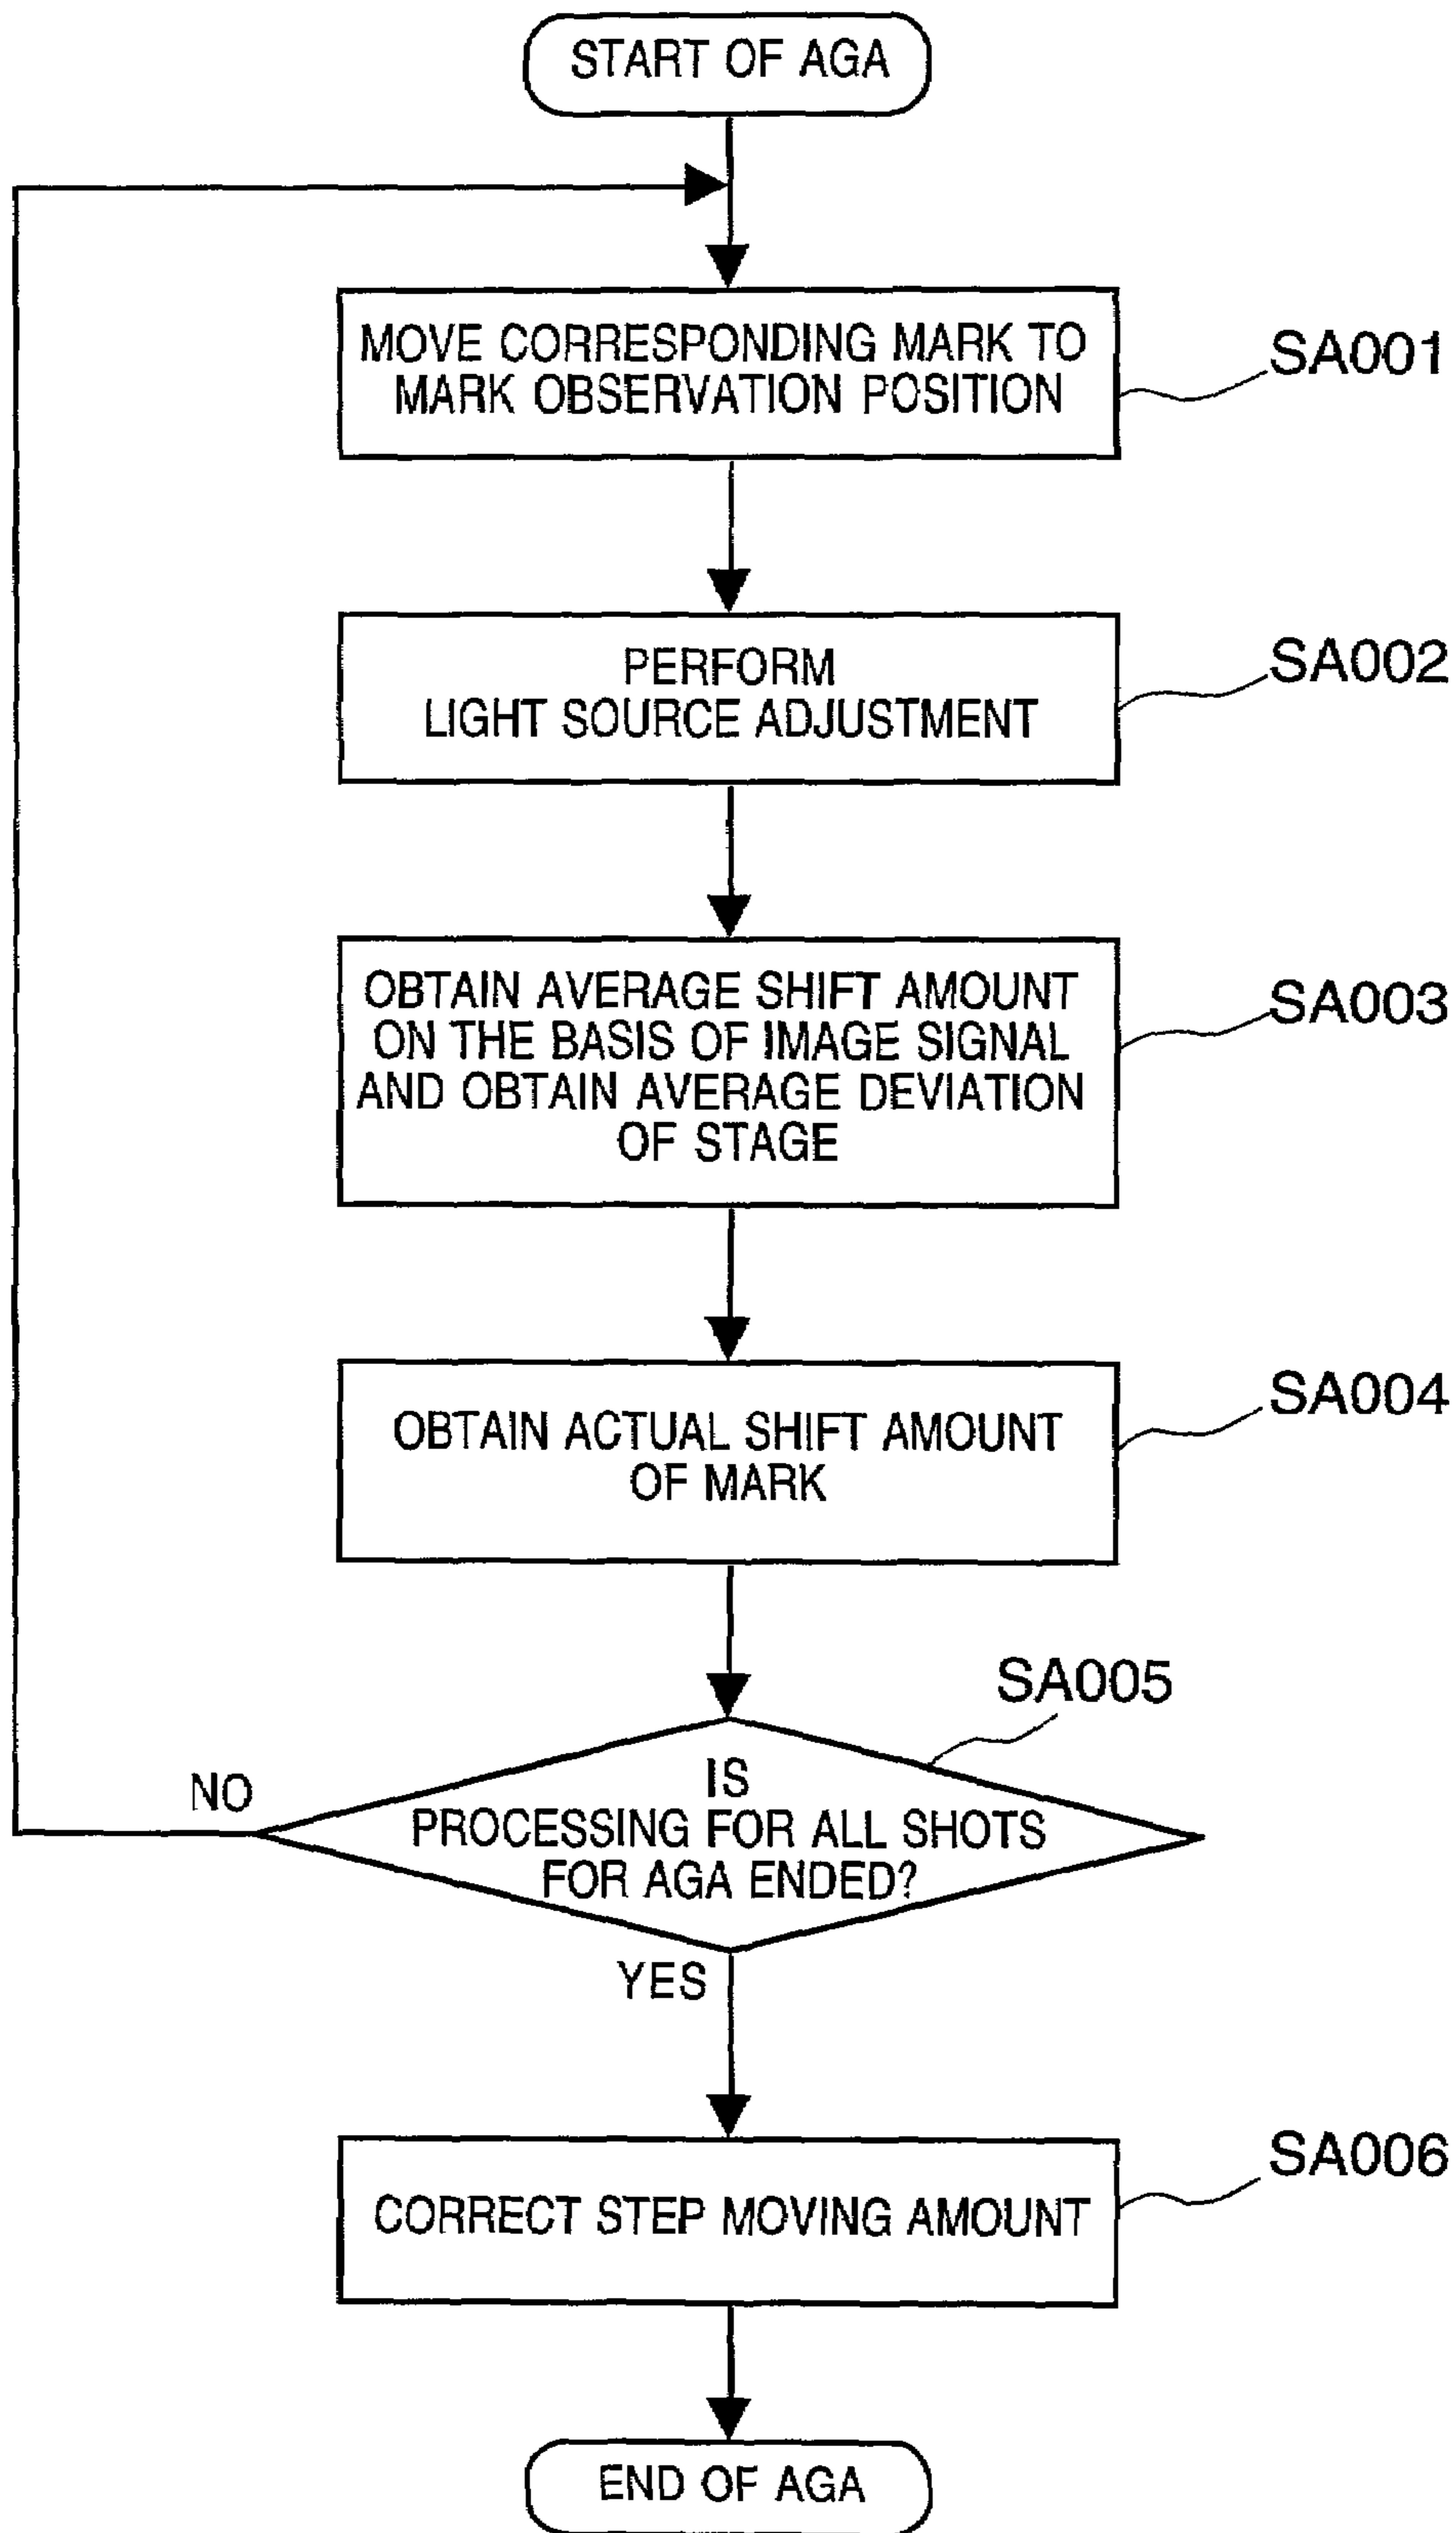 START OF AGA
MOVE CORRESPONDING MARK TO
MARK OBSERVATION POSITION
SA001
PERFORM
LIGHT SOURCE ADJUSTMENT
SA002
OBTAIN AVERAGE SHIFT AMOUNT
ON THE BASIS OF IMAGE SIGNAL
AND OBTAIN AVERAGE DEVIATION
OF STAGE
SA003
OBTAIN ACTUAL SHIFT AMOUNT
OF MARK
SA004
SA005
IS
PROCESSING FOR ALL SHOTS
FOR AGA ENDED?
NO
YES
CORRECT STEP MOVING AMOUNT
SA006
END OF AGA